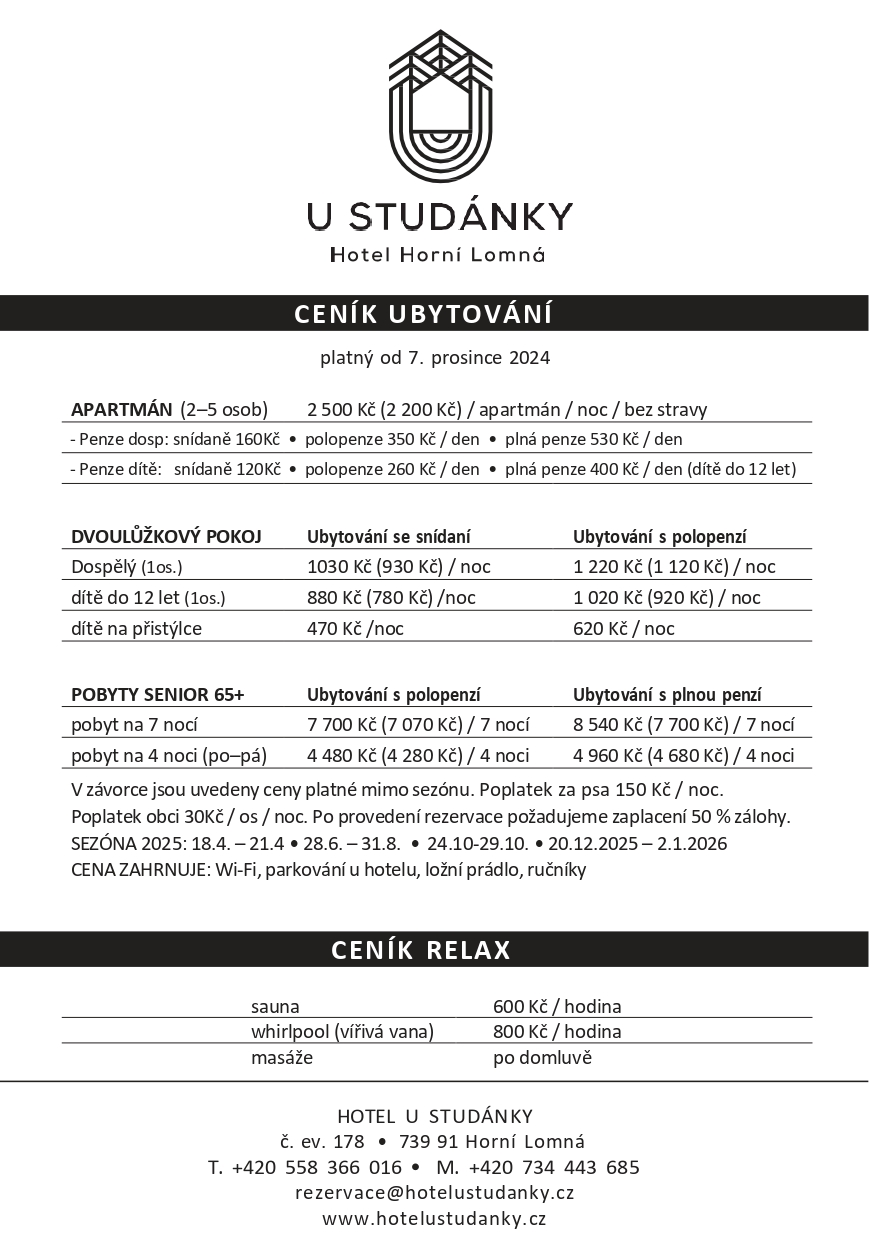 U STUDÁNKY
Hotel Horní Lomná
CENÍK UBYTOVÁNÍ
platný od 7. prosince 2024
APARTMÁN (2–5 osob) 2 500 Kč (2 200 Kč) / apartmán / noc / bez stravy
- Penze dosp: snídaně 160Kč • polopenze 350 Kč / den • plná penze 530 Kč / den
- Penze dítě: snídaně 120Kč • polopenze 260 Kč / den • plná penze 400 Kč / den (dítě do 12 let)
DVOULŮŽKOVÝ POKOJ Ubytování se snídaní Ubytování s polopenzí
Dospělý (1os.) 1030 Kč (930 Kč) / noc 1 220 Kč (1 120 Kč) / noc
dítě do 12 let (1os.) 880 Kč (780 Kč) /noc 1 020 Kč (920 Kč) / noc
dítě na přistýlce 470 Kč /noc 620 Kč / noc
POBYTY SENIOR 65+ Ubytování s polopenzí Ubytování s plnou penzí
pobyt na 7 nocí 7 700 Kč (7 070 Kč) / 7 nocí 8 540 Kč (7 700 Kč) / 7 nocí
pobyt na 4 noci (po–pá) 4 480 Kč (4 280 Kč) / 4 noci 4 960 Kč (4 680 Kč) / 4 noci
V závorce jsou uvedeny ceny platné mimo sezónu. Poplatek za psa 150 Kč / noc.
Poplatek obci 30Kč / os / noc. Po provedení rezervace požadujeme zaplacení 50 % zálohy.
SEZÓNA 2025: 18.4. – 21.4 • 28.6. – 31.8. • 24.10-29.10. • 20.12.2025 – 2.1.2026
CENA ZAHRNUJE: Wi-Fi, parkování u hotelu, ložní prádlo, ručníky
CENÍK RELAX
sauna 600 Kč / hodina
whirlpool (vířivá vana) 800 Kč / hodina
masáže po domluvě
HOTEL U STUDÁNKY
č. ev. 178 • 739 91 Horní Lomná
T. +420 558 366 016 • M. +420 734 443 685
rezervace@hotelustudanky.cz
www.hotelustudanky.cz